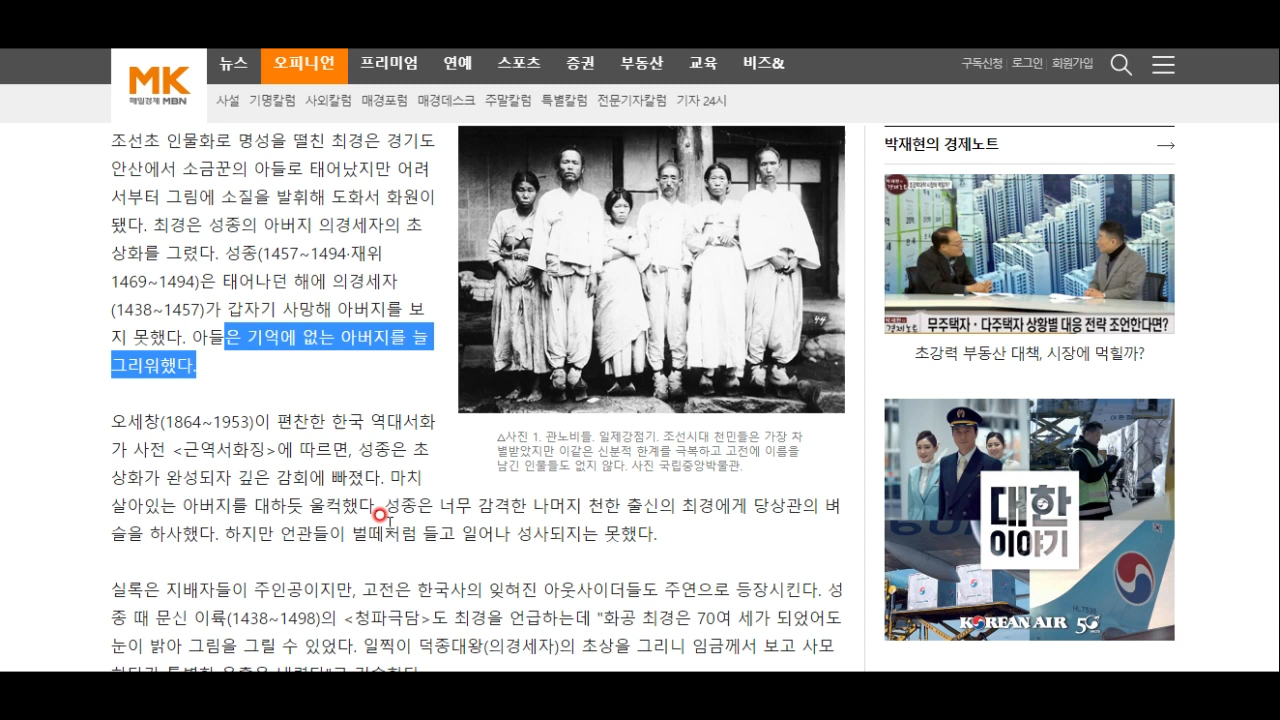 MK
매일경제 MBN
뉴스 오피니언 프리미엄 연예 스포츠 증권 부동산 교육 비즈&
구독신청 로그인 회원가입
사설 기명칼럼 사외칼럼 매경포럼 매경데스크 주말칼럼 특별칼럼 전문기자칼럼 기자 24시
조선초 인물화로 명성을 떨친 최경은 경기도
안산에서 소금꾼의 아들로 태어났지만 어려
서부터 그림에 소질을 발휘해 도화서 화원이
됐다. 최경은 성종의 아버지 의경세자의 초
상화를 그렸다. 성종(1457~1494·재위
1469~1494)은 태어나던 해에 의경세자
(1438~1457)가 갑자기 사망해 아버지를 보
지 못했다. 아들은 기억에 없는 아버지를 늘
그리워했다.
44
△사진 1. 관노비들. 일제강점기. 조선시대 천민들은 가장 차
별받았지만 이같은 신분적 한계를 극복하고 고전에 이름을
남긴 인물들도 없지 않다. 사진 국립중앙박물관.
오세창(1864~1953)이 편찬한 한국 역대서화
가 사전 <근역서화징>에 따르면, 성종은 초
상화가 완성되자 깊은 감회에 빠졌다. 마치
살아있는 아버지를 대하듯 울컥했다. 성종은 너무 감격한 나머지 천한 출신의 최경에게 당상관의 벼
슬을 하사했다. 하지만 언관들이 벌떼처럼 들고 일어나 성사되지는 못했다.
실록은 지배자들이 주인공이지만, 고전은 한국사의 잊혀진 아웃사이더들도 주연으로 등장시킨다. 성
종 때 문신 이륙(1438~1498)의 <청파극담>도 최경을 언급하는데 "화공 최경은 70여 세가 되었어도
눈이 밝아 그림을 그릴 수 있었다. 일찍이 덕종대왕(의경세자)의 초상을 그리니 임금께서 보고 사모
박재현의 경제노트
경제노트
무주택자·다주택자 상황별 대응 전략 조언한다면?
초강력 부동산 대책, 시장에 먹힐까?
대한
이야기
HL7538
KOREAN AIR 50